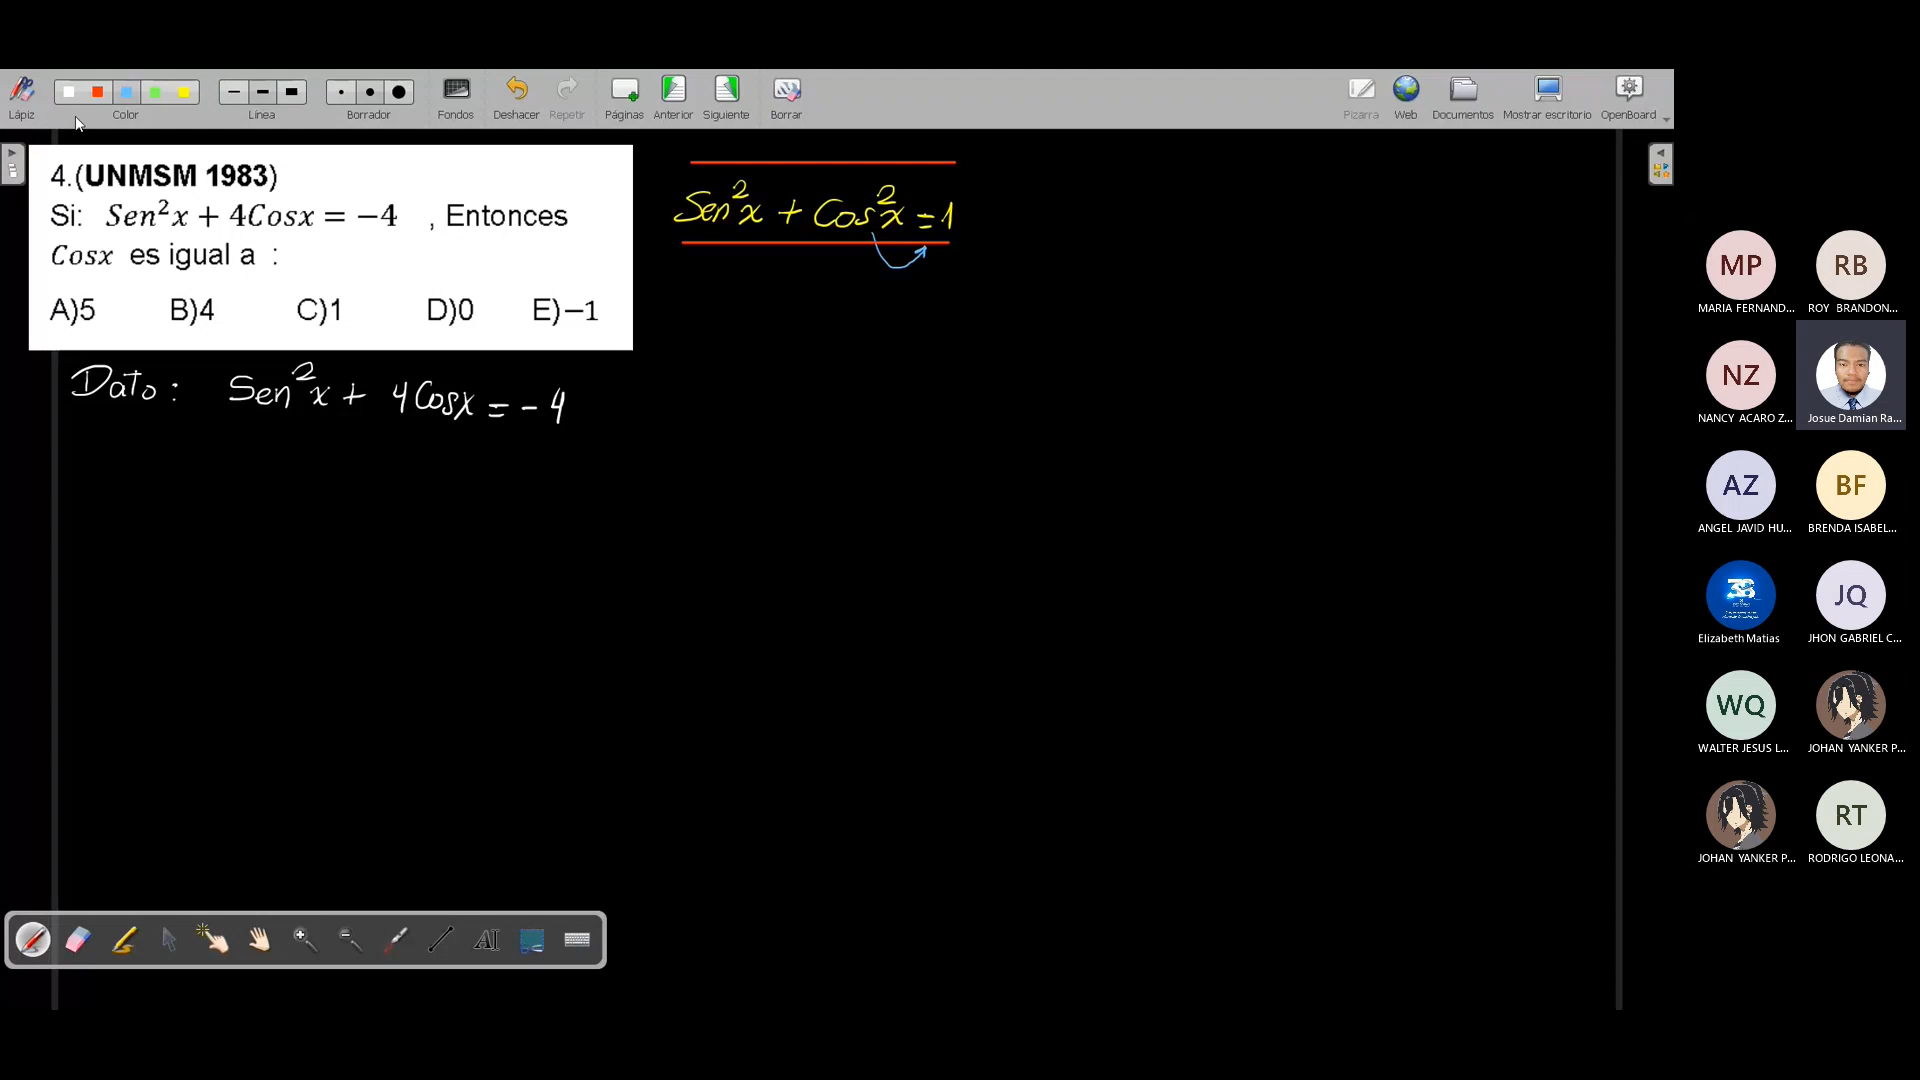 Lápiz
Color
Línea
Borrador
Fondos
Deshacer
Repetir
Páginas
Anterior
Siguiente
Borrar
Pizarra
Web
Documentos
Mostrar escritorio
OpenBoard
4.(UNMSM 1983)
Si: Sen²x + 4Cosx = −4 , Entonces
Cosx es igual a :
A)5 B)4 C)1 D)0 E)−1
Sen²x + Cos²x = 1
Dato: Sen²x + 4Cosx = - 4
MP
MARIA FERNAND...
RB
ROY BRANDON...
NZ
NANCY ACARO Z...
Josue Damian Ra...
AZ
ANGEL JAVID HU...
BF
BRENDA ISABEL...
Elizabeth Matias
JQ
JHON GABRIEL C...
WQ
WALTER JESUS L...
JOHAN YANKER P...
JOHAN YANKER P...
RT
RODRIGO LEONA...
AI